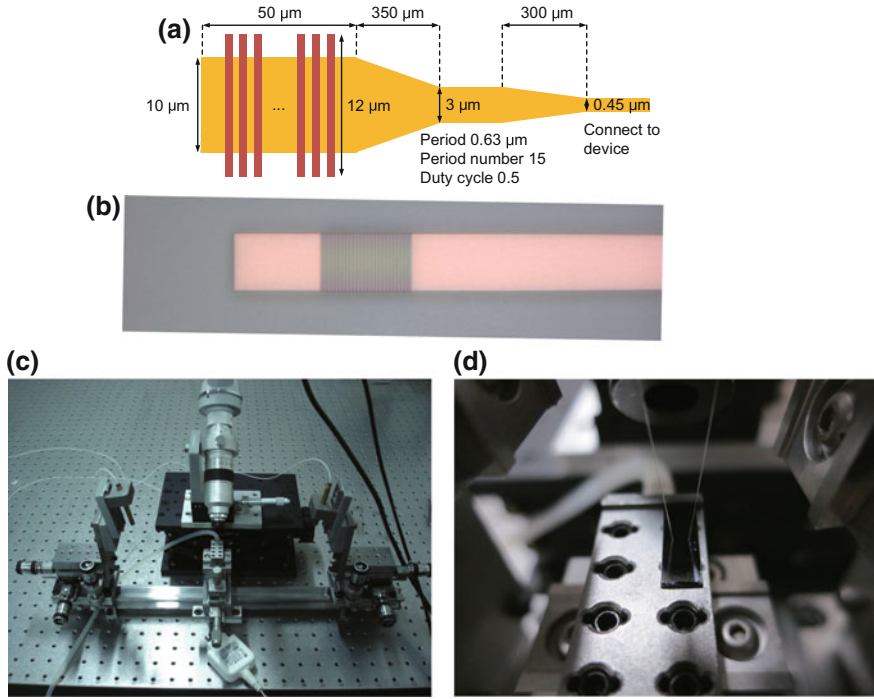 (a)
50 μm
350 μm
300 μm
10 μm
...
12 μm
3 μm
0.45 μm
Connect to
device
Period 0.63 μm
Period number 15
Duty cycle 0.5
(b)
(c)
(d)